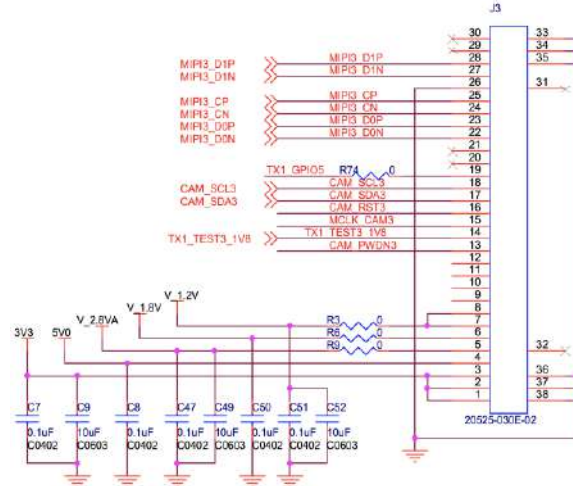 J3
30 33
29 34
MIPI3_D1P MIPI3_D1P 28 35
MIPI3_D1N MIPI3_D1N 27
26 31
MIPI3_CP MIPI3_CP 25
MIPI3_CN MIPI3_CN 24
MIPI3_D0P MIPI3_D0P 23
MIPI3_D0N MIPI3_D0N 22
21
20
TX1_GPIO5 R74 0 19
CAM_SCL3 CAM_SCL3 18
CAM_SDA3 CAM_SDA3 17
CAM_RST3 16
MCLK_CAM3 15
TX1_TEST3_1V8 TX1_TEST3_1V8 14
CAM_PWDN3 13
12
11
10
9
V_1.2V 8
V_1.8V R3 0 7
V_2.8VA R6 0 6
3V3 5V0 R9 0 5 32
4
3 36
2 37
1 38
20525-030E-02
C7 C9 C8 C47 C49 C50 C51 C52
0.1uF 10uF 0.1uF 0.1uF 10uF 0.1uF 0.1uF 10uF
C0402 C0603 C0402 C0402 C0603 C0402 C0402 C0603